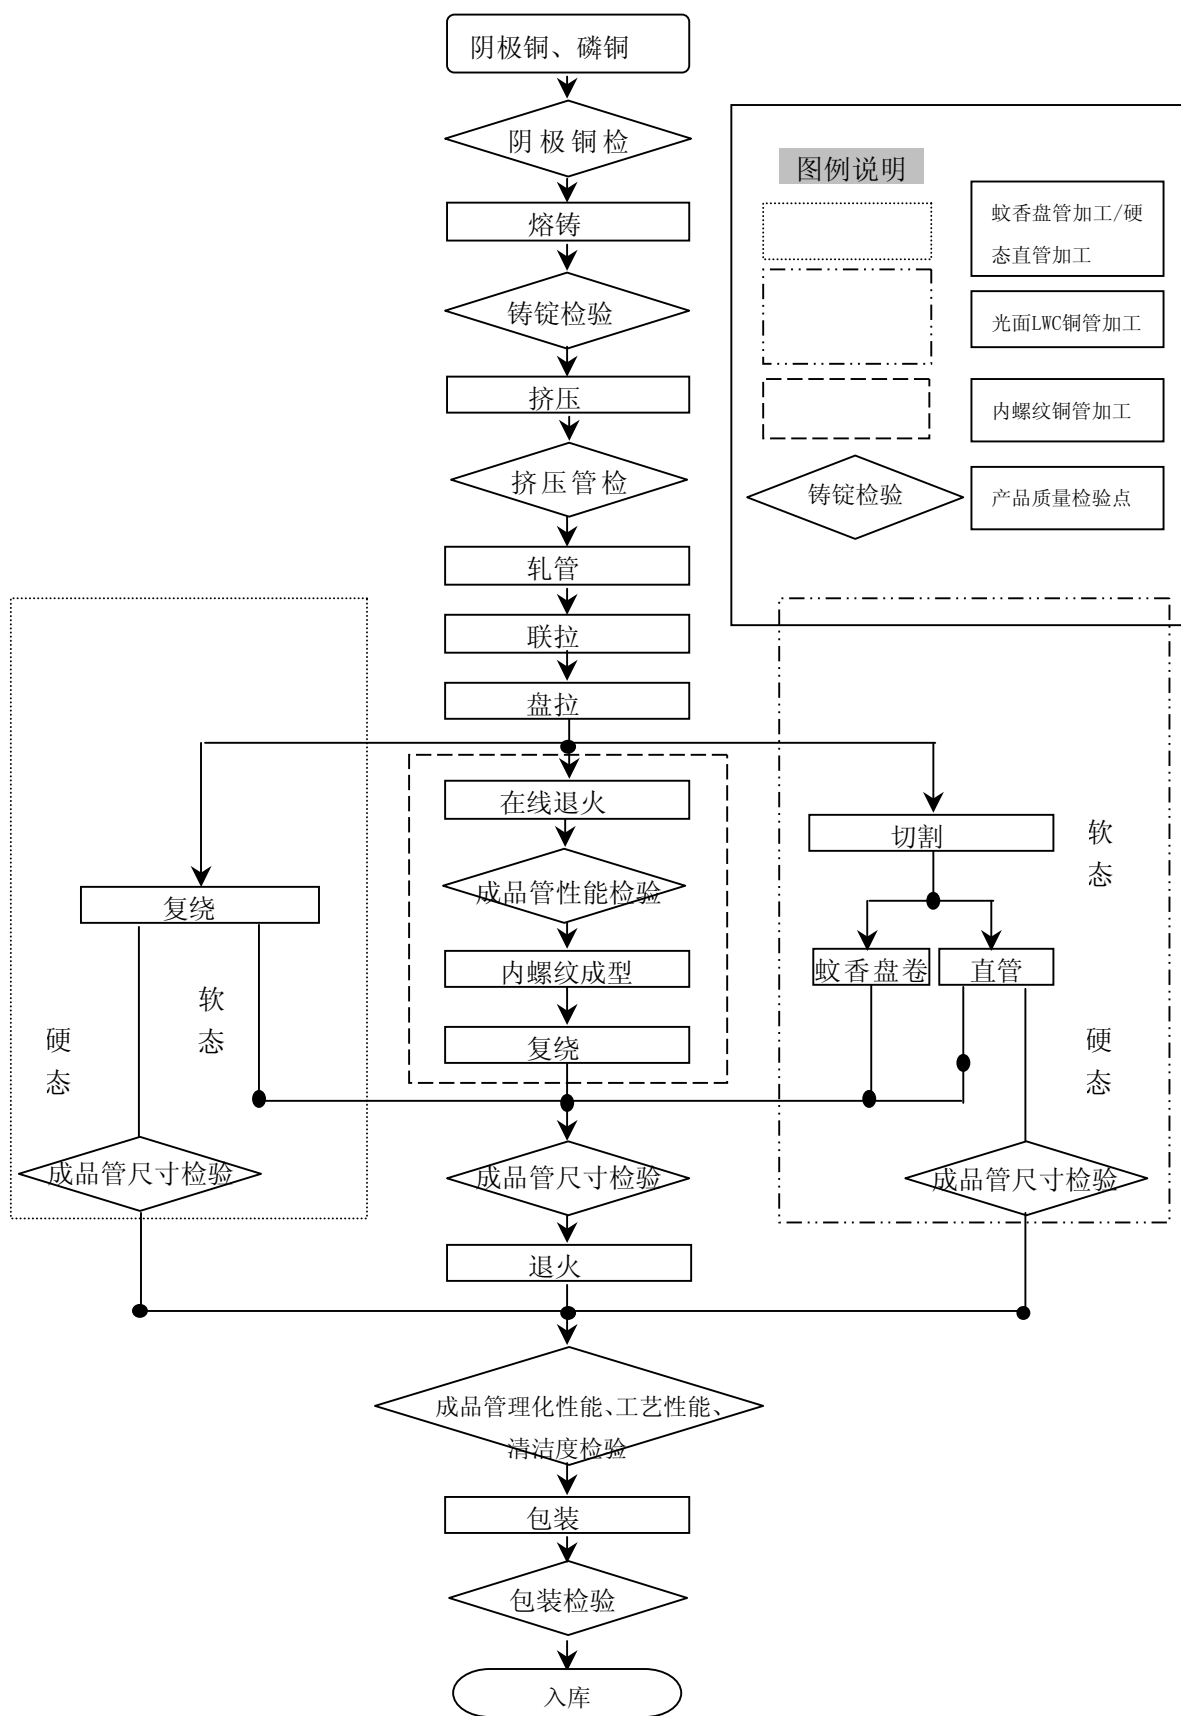 阴极铜、磷铜
阴极铜检
熔铸
铸锭检验
挤压
挤压管检
轧管
联拉
盘拉
图例说明
蚊香盘管加工/硬
态直管加工
光面LWC铜管加工
内螺纹铜管加工
铸锭检验
产品质量检验点
复绕
硬
态
软
态
成品管尺寸检验
在线退火
成品管性能检验
内螺纹成型
复绕
成品管尺寸检验
退火
切割
软
态
蚊香盘卷
直管
硬
态
成品管尺寸检验
成品管理化性能、工艺性能、
清洁度检验
包装
包装检验
入库